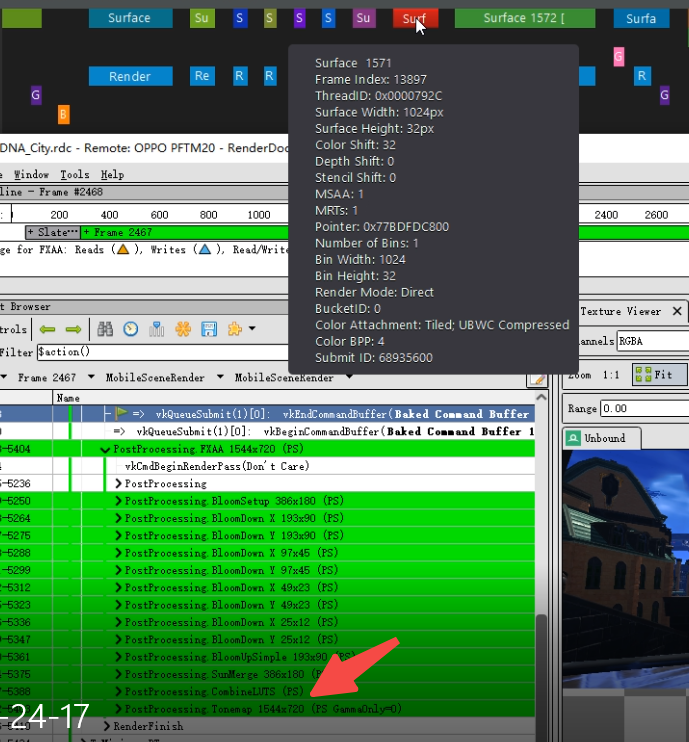 Surface
Su
S
S
S
S
S
Su
Surf
Surface 1572 [
Surfa
G
Render
Re
R
R
R
G
G
B
Surface 1571
Frame Index: 13897
ThreadID: 0x0000792C
Surface Width: 1024px
Surface Height: 32px
Color Shift: 32
Depth Shift: 0
Stencil Shift: 0
MSAA: 1
MRTs: 1
Pointer: 0x77BDFDC800
Number of Bins: 1
Bin Width: 1024
Bin Height: 32
Render Mode: Direct
BucketID: 0
Color Attachment: Tiled; UBWC Compressed
Color BPP: 4
Submit ID: 68935600
DNA_City.rdc - Remote: OPPO PFTM20 - RenderDoc
Window Tools Help
line - Frame #2468
: 0 200 400 600 800 1000 2400 2600
+ Slate… + Frame 2467
ge for FXAA: Reads ( ), Writes ( ), Read/Write
t Browser
trols
Filter $action()
Frame 2467 MobileSceneRender MobileSceneRender
Name
=> vkQueueSubmit(1)[0]: vkEndCommandBuffer(Baked Command Buffer
=> vkQueueSubmit(1)[0]: vkBeginCommandBuffer(Baked Command Buffer 1
-5404 PostProcessing.FXAA 1544x720 (PS)
vkCmdBeginRenderPass(Don't Care)
-5236 PostProcessing
-5250 PostProcessing.BloomSetup 386x180 (PS)
-5264 PostProcessing.BloomDown X 193x90 (PS)
-5275 PostProcessing.BloomDown Y 193x90 (PS)
-5288 PostProcessing.BloomDown X 97x45 (PS)
-5299 PostProcessing.BloomDown Y 97x45 (PS)
-5312 PostProcessing.BloomDown X 49x23 (PS)
-5323 PostProcessing.BloomDown Y 49x23 (PS)
-5336 PostProcessing.BloomDown X 25x12 (PS)
-5347 PostProcessing.BloomDown Y 25x12 (PS)
-5361 PostProcessing.BloomUpSimple 193x90 (PS)
-5375 PostProcessing.SunMerge 386x180 (PS)
-5388 PostProcessing.CombineLUTS (PS)
PostProcessing.Tonemap 1544x720 (PS GammaOnly=0)
RenderFinish
-24-17
Texture Viewer
annels RGBA
Zoom 1:1 Fit
Range 0.00
Unbound